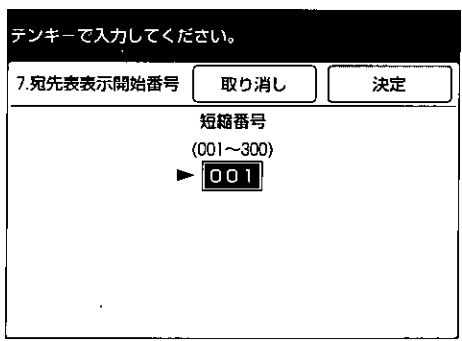 テンキーで入力してください。
7.宛先表表示開始番号 取り消し 決定
短縮番号
(001～300)
► 001